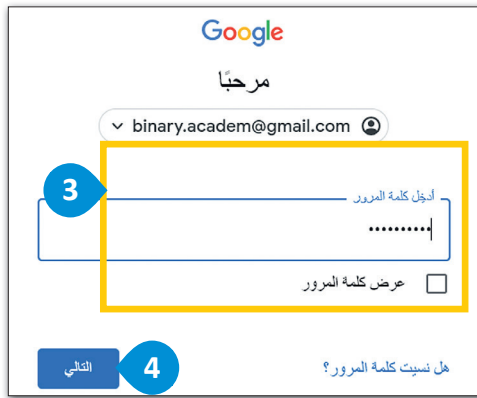 Google
مرحبًا
binary.academ@gmail.com
3
أدخِل كلمة المرور
••••••••••
عرض كلمة المرور
هل نسيت كلمة المرور؟
4 التالي